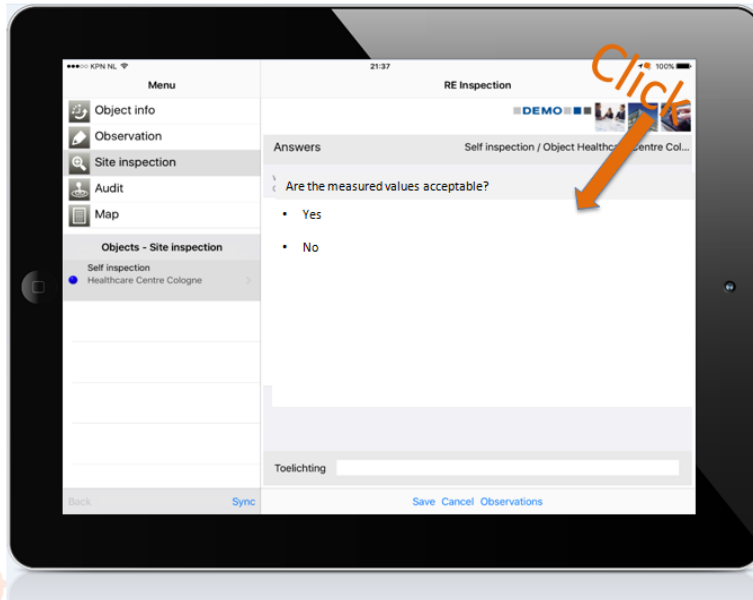 KPN NL
21:37
100%
Menu
RE Inspection
Object info
Observation
Site inspection
Audit
Map
Objects - Site inspection
Self inspection
Healthcare Centre Cologne
Back
Sync
DEMO
Answers
Self inspection / Object Healthcare Centre Col...
Are the measured values acceptable?
• Yes
• No
Toelichting
Save Cancel Observations
Click